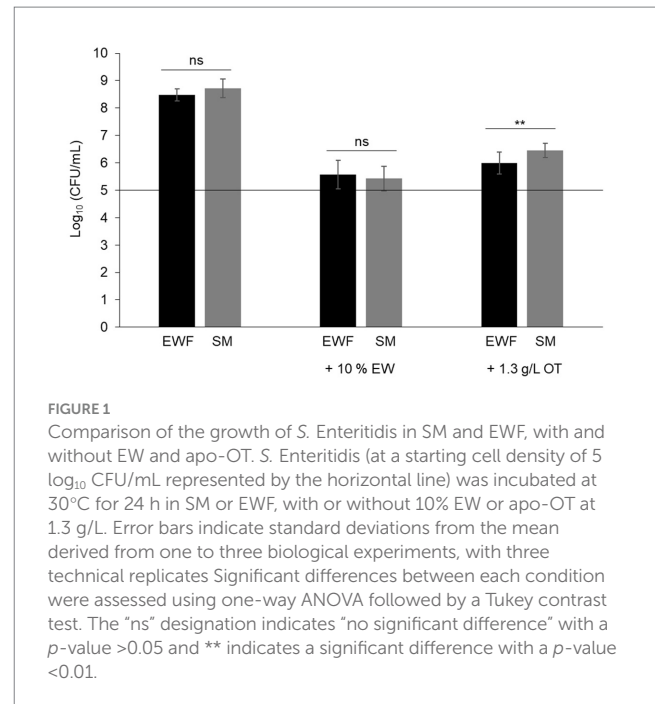 10
9
8
7
6
5
4
3
2
1
0
Log₁₀ (CFU/mL)
ns
ns
**
EWF SM EWF SM EWF SM
+ 10 % EW + 1.3 g/L OT
FIGURE 1
Comparison of the growth of S. Enteritidis in SM and EWF, with and
without EW and apo-OT. S. Enteritidis (at a starting cell density of 5
log₁₀ CFU/mL represented by the horizontal line) was incubated at
30°C for 24 h in SM or EWF, with or without 10% EW or apo-OT at
1.3 g/L. Error bars indicate standard deviations from the mean
derived from one to three biological experiments, with three
technical replicates Significant differences between each condition
were assessed using one-way ANOVA followed by a Tukey contrast
test. The “ns” designation indicates “no significant difference” with a
p-value >0.05 and ** indicates a significant difference with a p-value
<0.01.